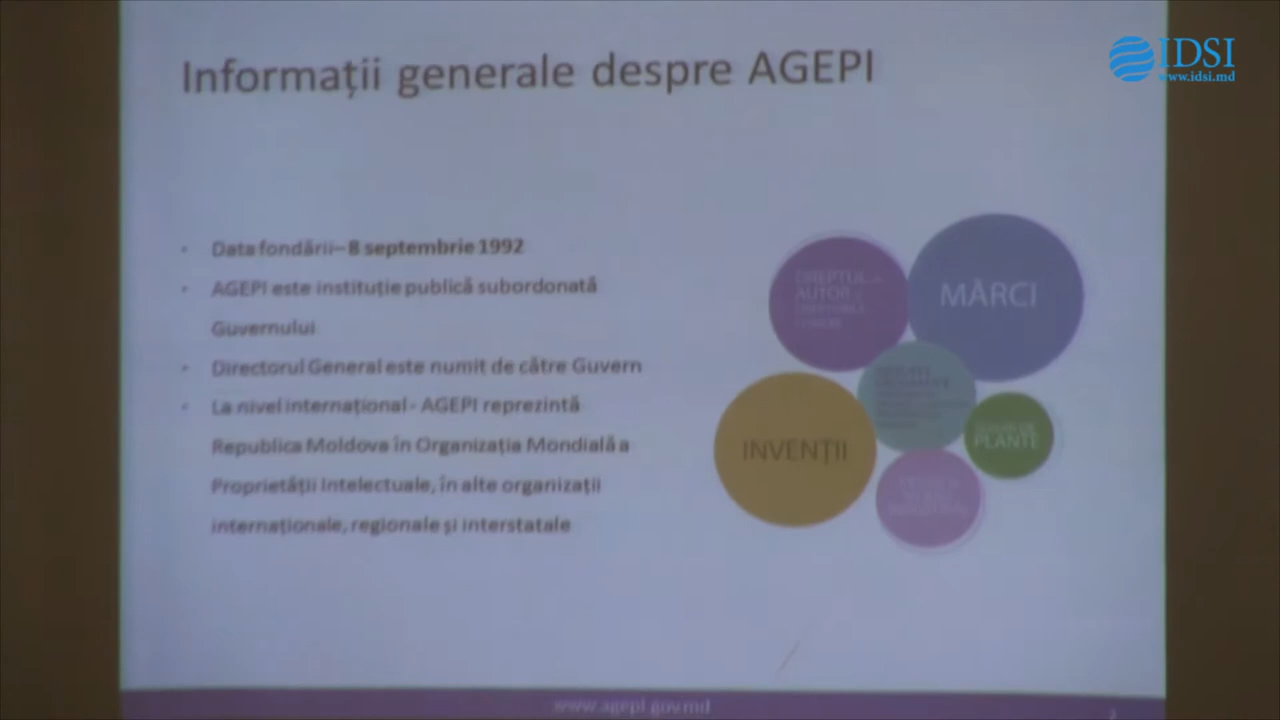 Informații generale despre AGEPI
IDSI
www.idsi.md
• Data fondării– 8 septembrie 1992
• AGEPI este instituție publică subordonată
Guvernului
• Directorul General este numit de către Guvern
• La nivel internațional - AGEPI reprezintă
Republica Moldova în Organizația Mondială a
Proprietății Intelectuale, în alte organizații
internaționale, regionale și interstatale
DREPTUL
AUTOR
MĂRCI
INVENȚII
PLANTE
www.agepi.gov.md